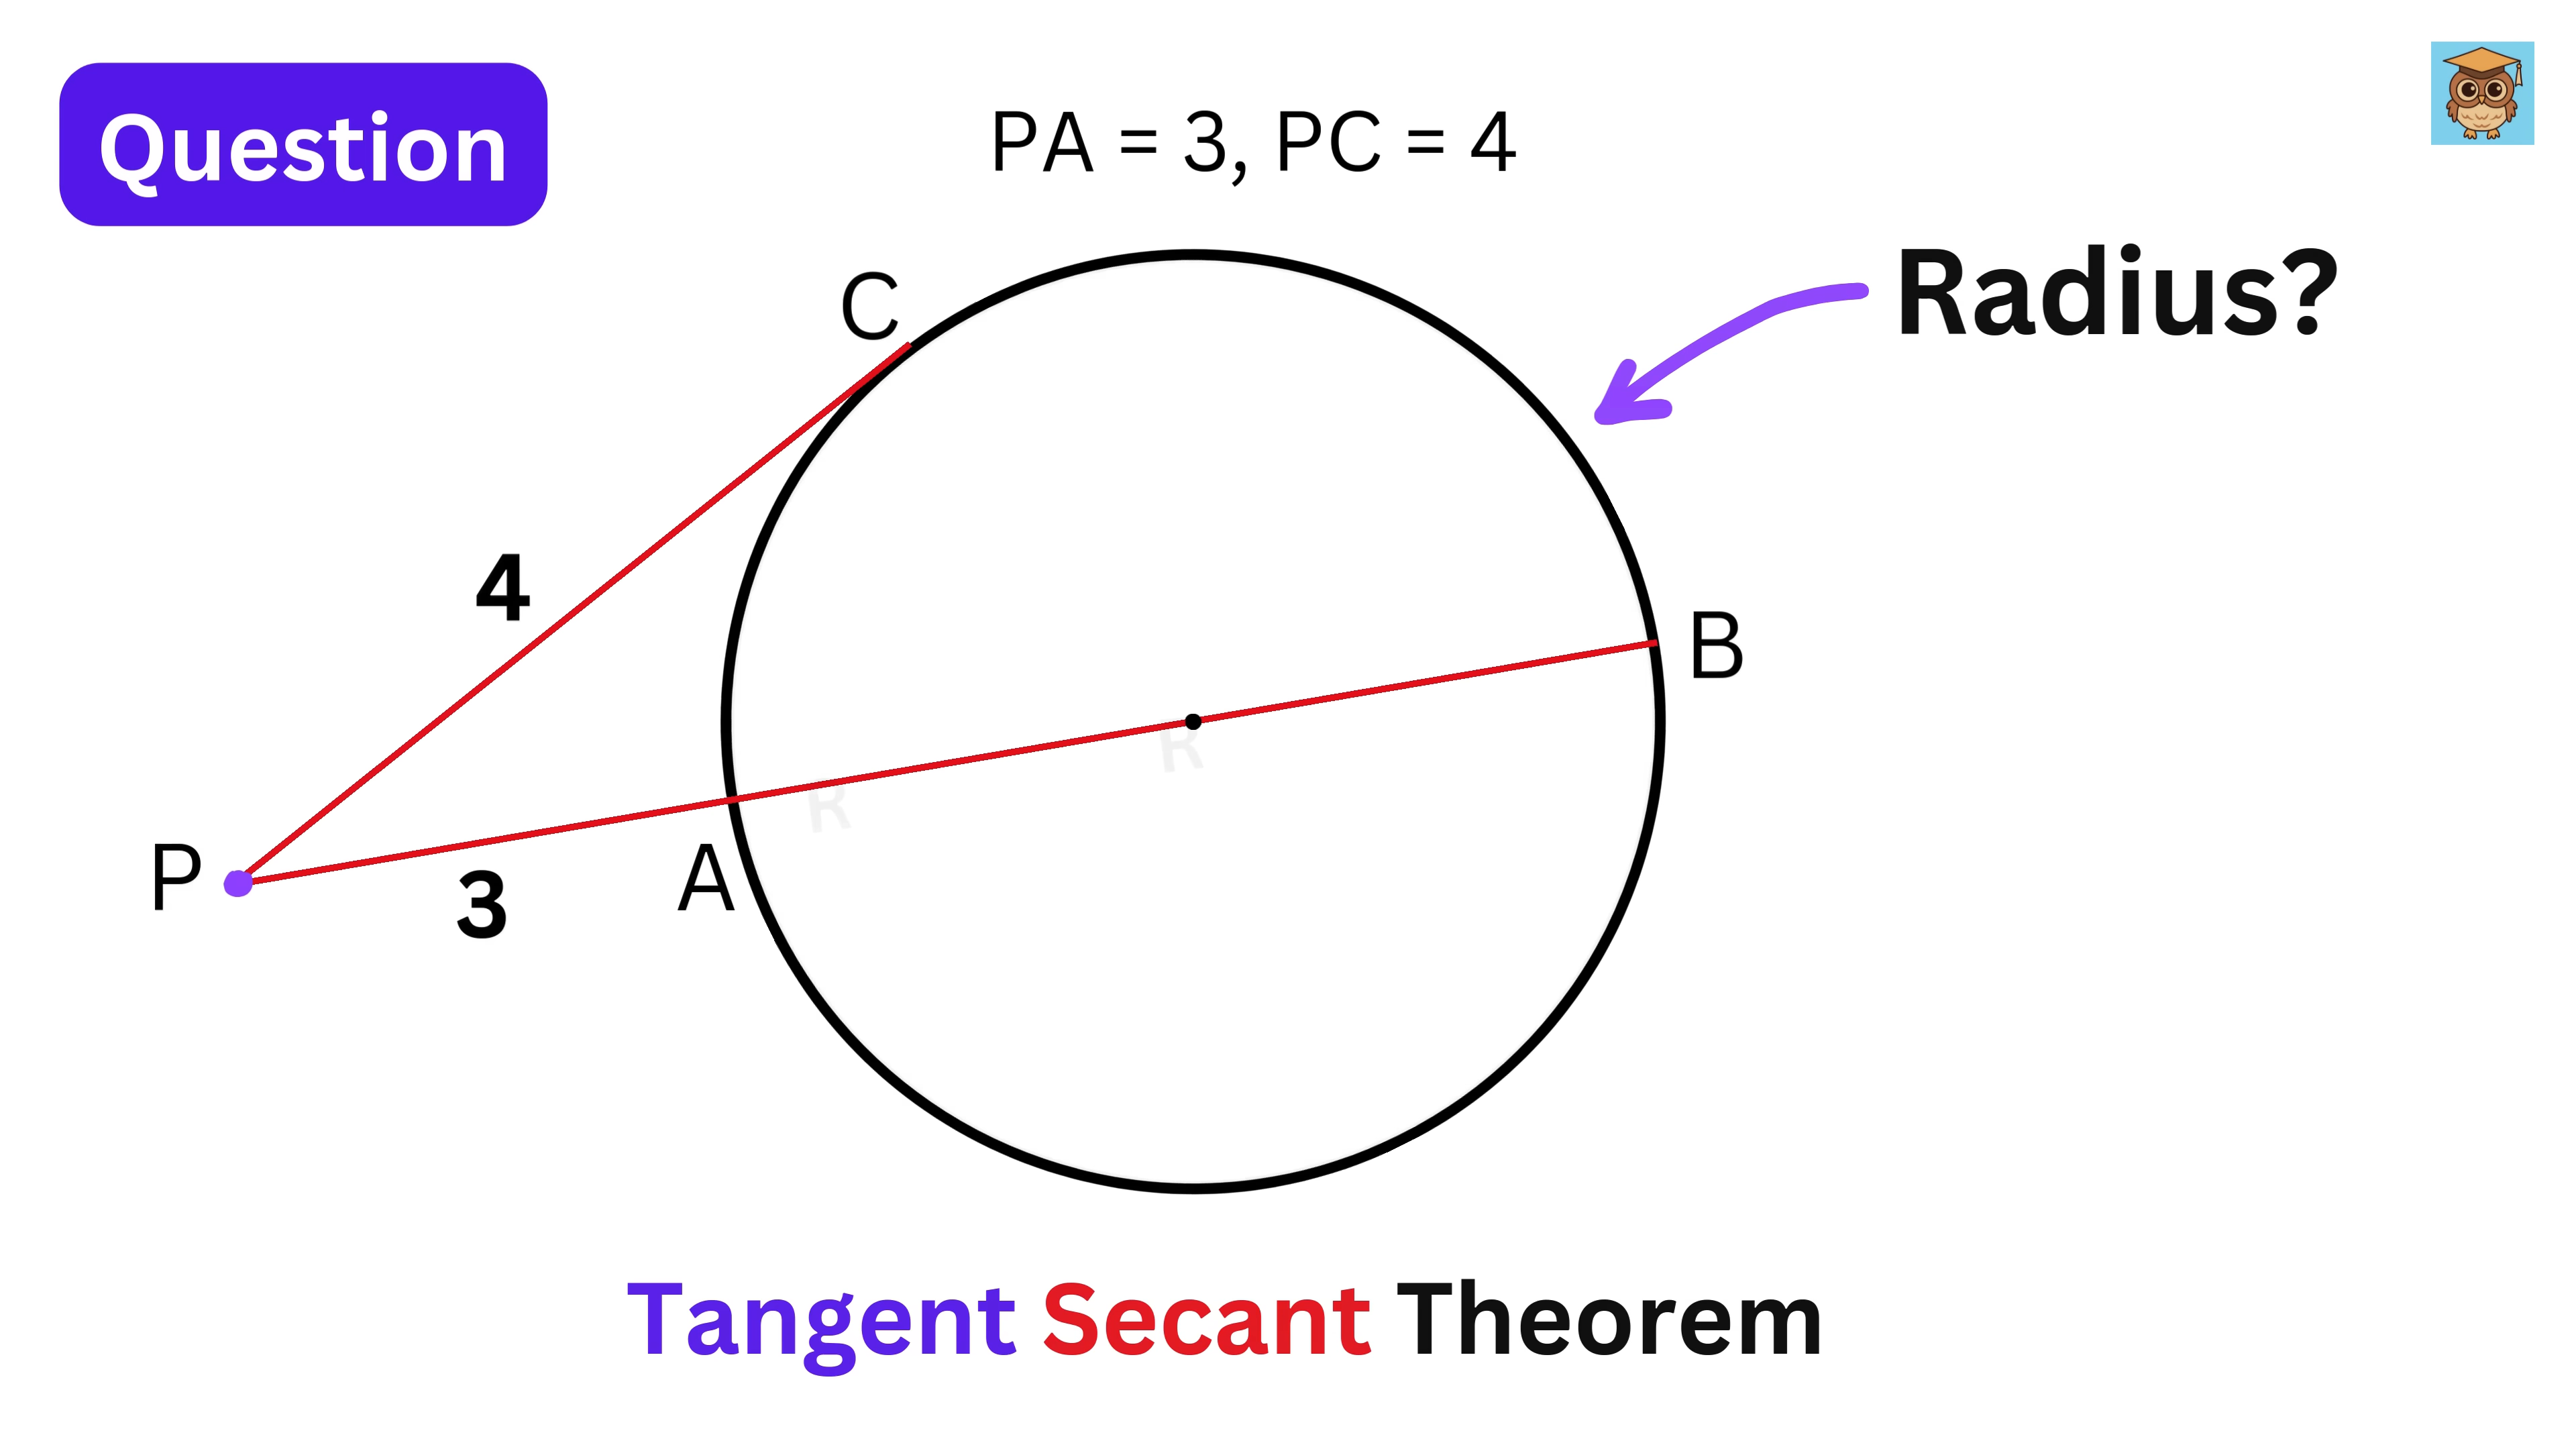 Question
PA = 3, PC = 4
Radius?
C
4
B
R
R
P
3
A
Tangent Secant Theorem